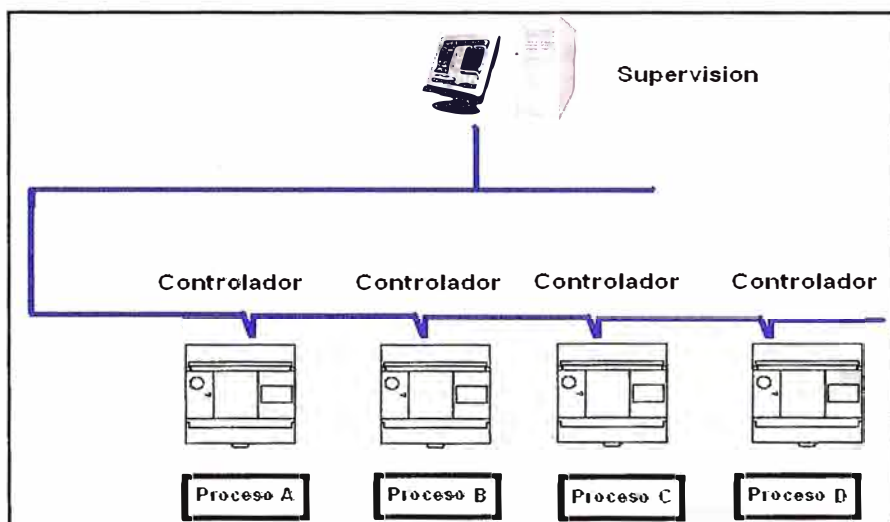 Supervision
Controlador Controlador Controlador Controlador
Proceso A Proceso B Proceso C Proceso D